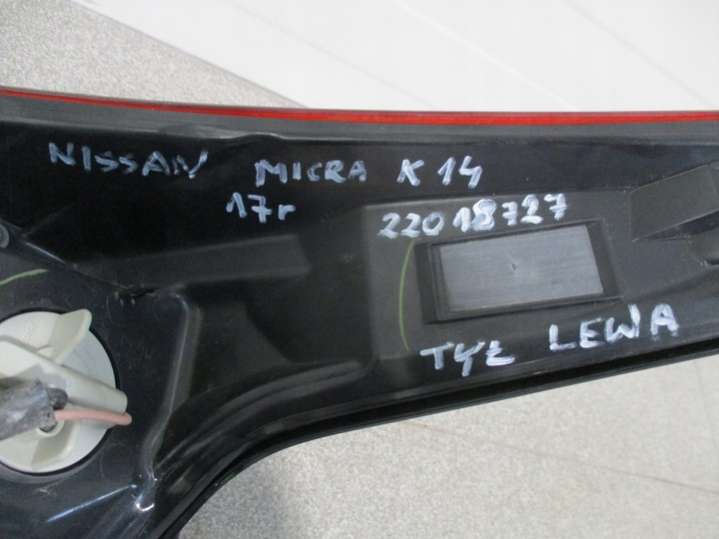 NISSAN MICRA K14
17r 22018727
TYŁ LEWA